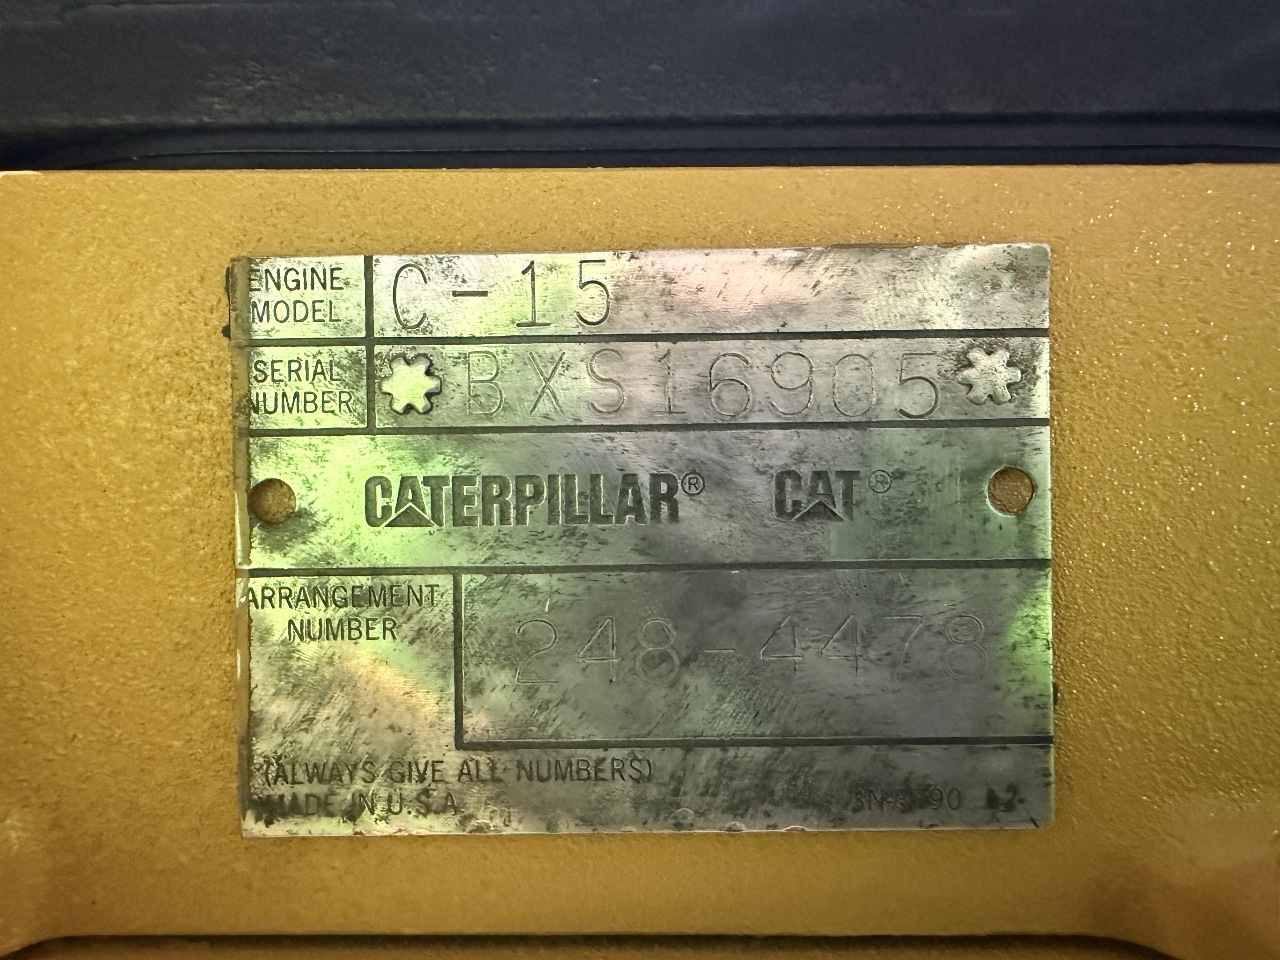 ENGINE MODEL C-15
SERIAL NUMBER *BXS16905*
CATERPILLAR® CAT®
ARRANGEMENT NUMBER 248-4478
(ALWAYS GIVE ALL NUMBERS)
MADE IN U.S.A.